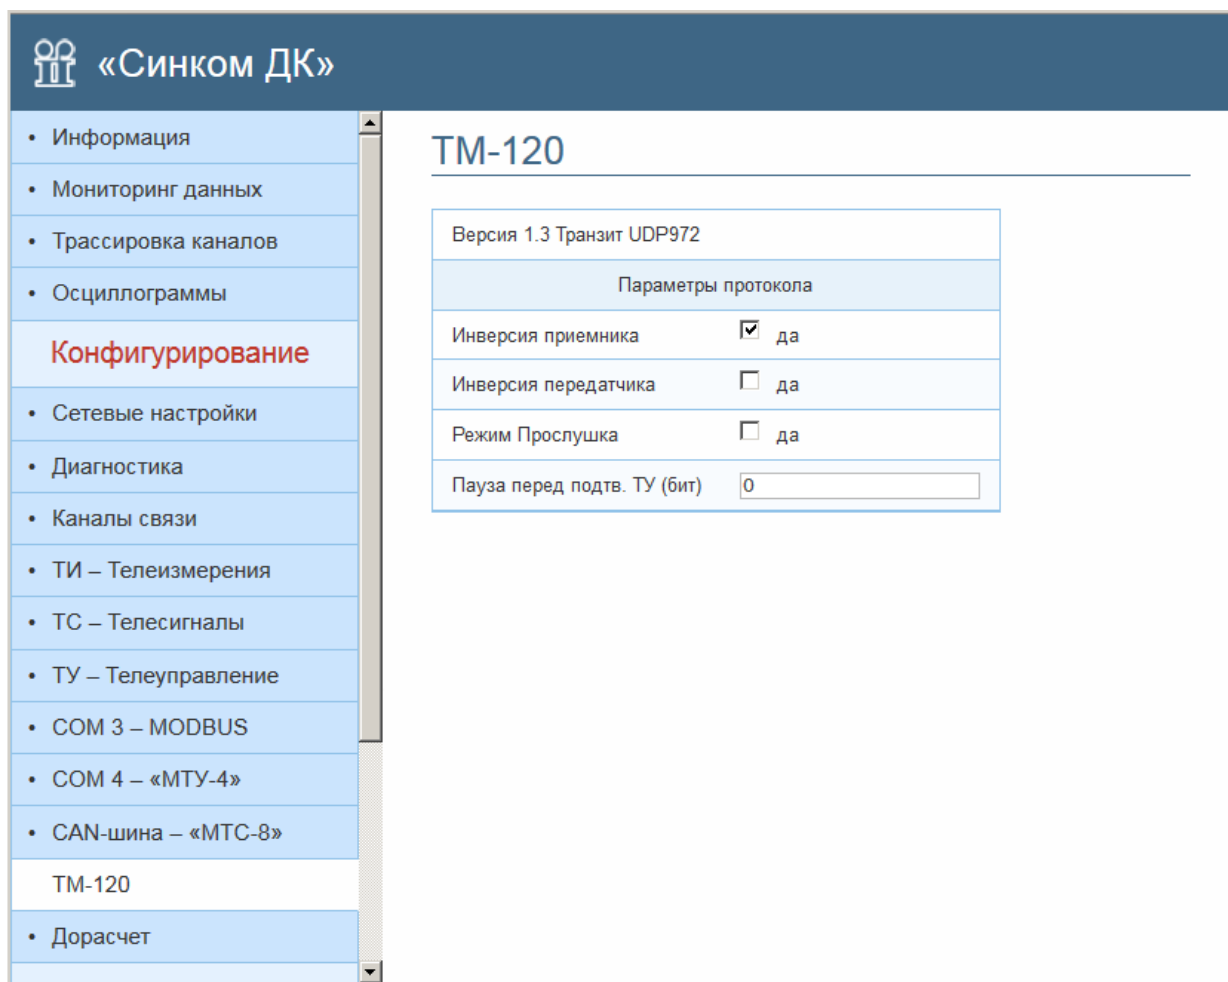 «Синком ДК»
• Информация
• Мониторинг данных
• Трассировка каналов
• Осциллограммы
Конфигурирование
• Сетевые настройки
• Диагностика
• Каналы связи
• ТИ – Телеизмерения
• ТС – Телесигналы
• ТУ – Телеуправление
• COM 3 – MODBUS
• COM 4 – «МТУ-4»
• CAN-шина – «МТС-8»
ТМ-120
• Дорасчет
ТМ-120
Версия 1.3 Транзит UDP972
Параметры протокола
Инверсия приемника да
Инверсия передатчика да
Режим Прослушка да
Пауза перед подтв. ТУ (бит) 0